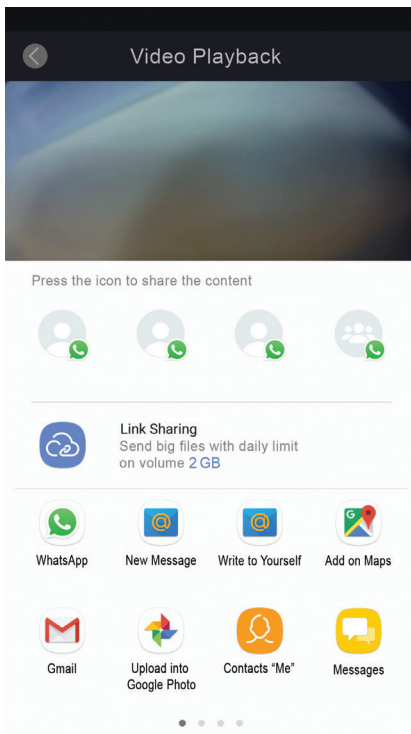 Video Playback
Press the icon to share the content
Link Sharing
Send big files with daily limit
on volume 2 GB
WhatsApp
New Message
Write to Yourself
Add on Maps
Gmail
Upload into
Google Photo
Contacts “Me”
Messages